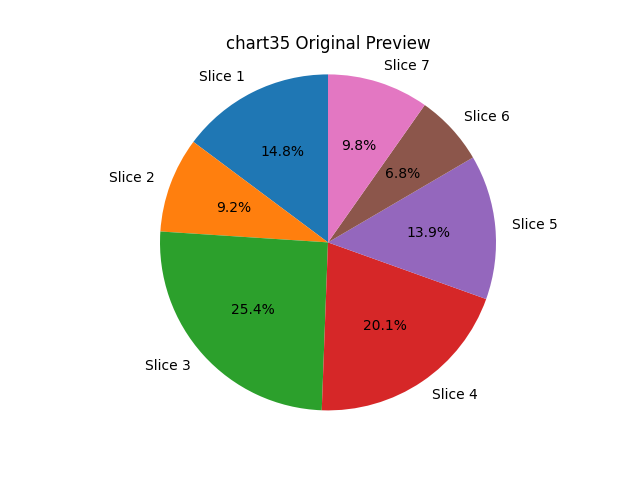 chart35 Original Preview
Slice 7
Slice 1
Slice 6
9.8%
14.8%
6.8%
Slice 2
9.2%
Slice 5
13.9%
25.4%
20.1%
Slice 3
Slice 4